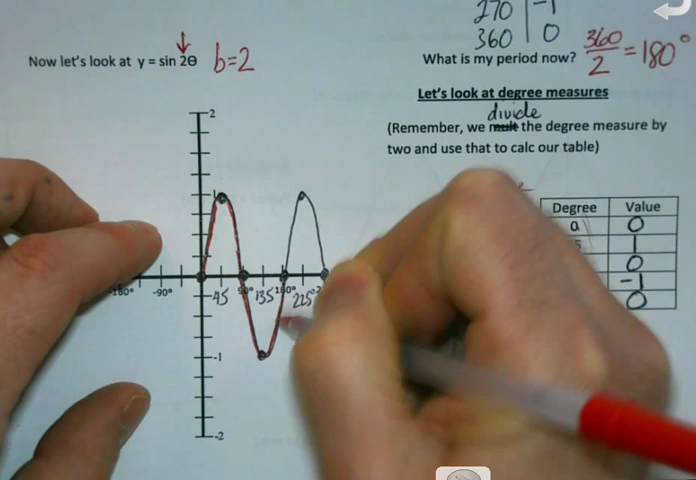 270 -1
360 0
Now let's look at y = sin 2θ b=2
What is my period now? 360/2 = 180°
Let's look at degree measures
divide
(Remember, we mult the degree measure by
two and use that to calc our table)
Degree Value
0
5 1
0
-1
0
2
1
-180° -90° 45 90° 135 180° 225°
-1
-2